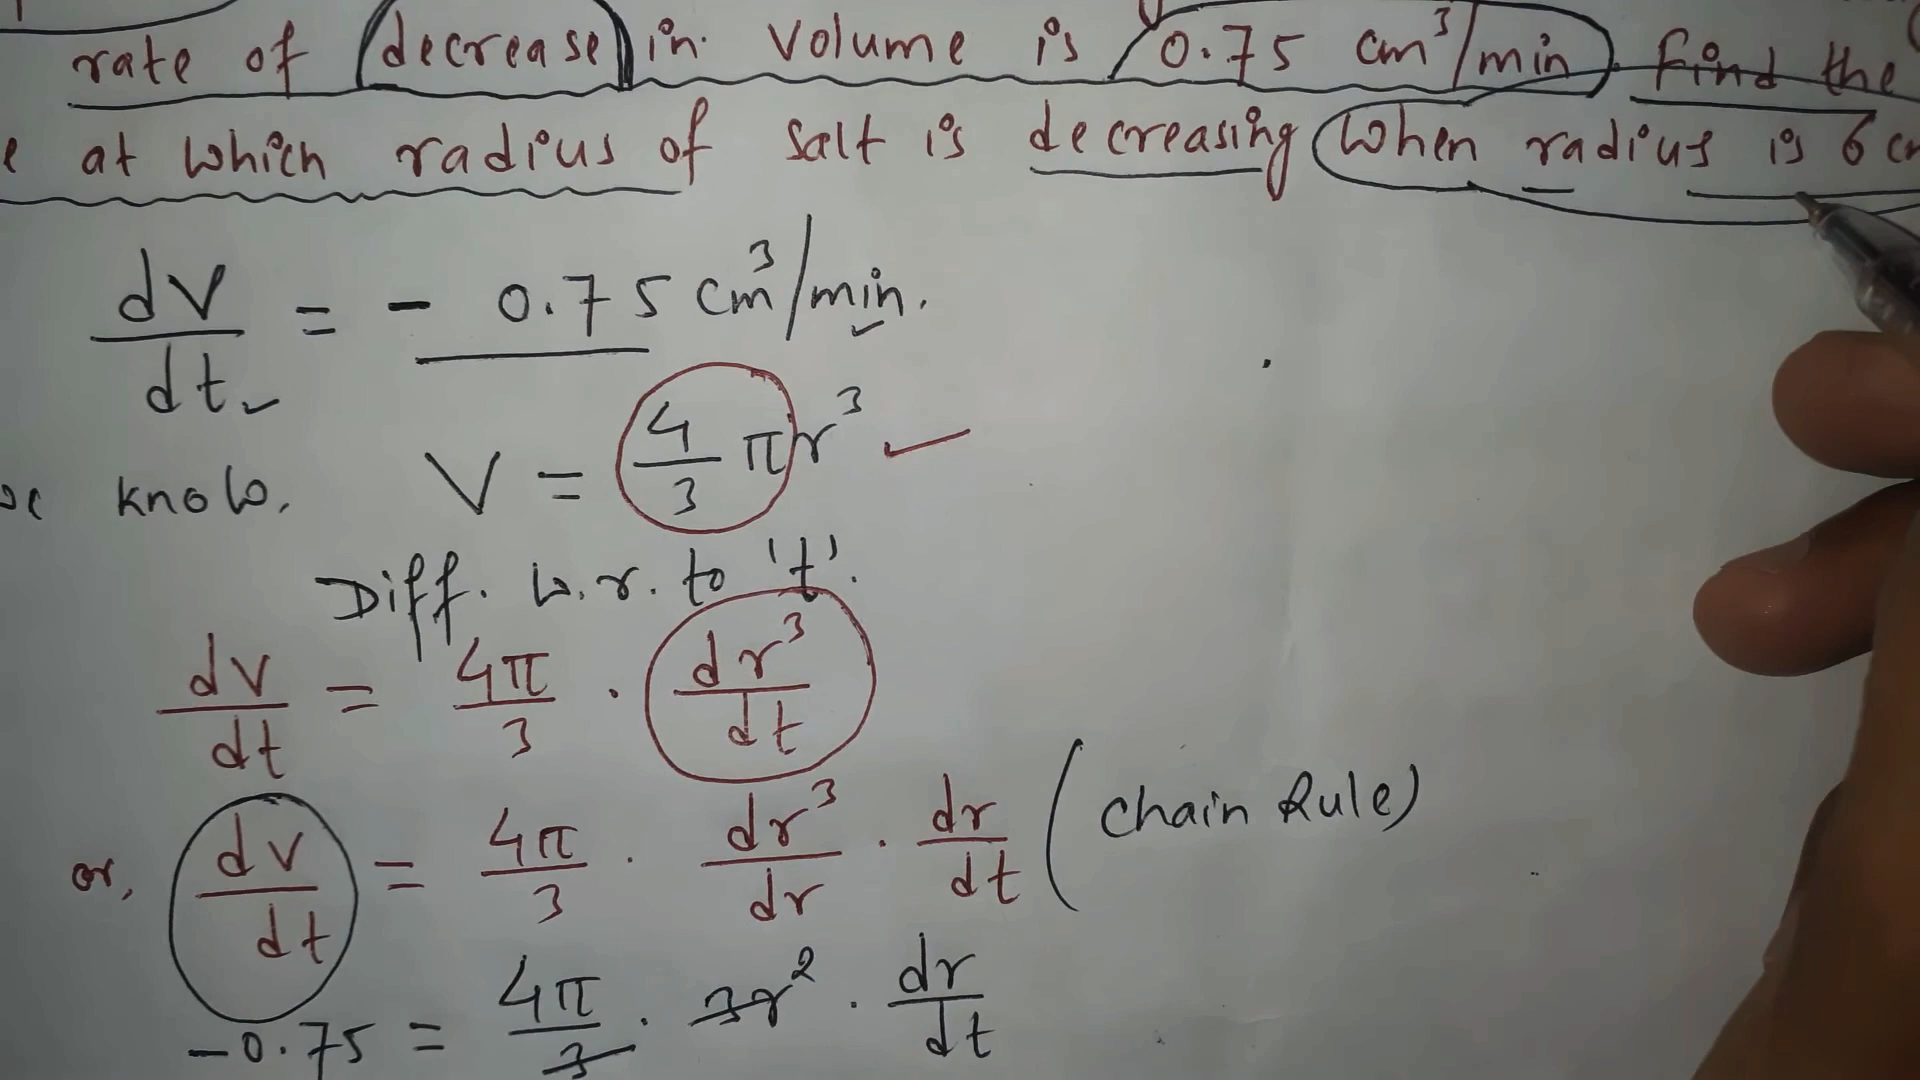 rate of (decrease) in volume is 0.75 cm³/min. Find the
at which radius of salt is decreasing when radius is 6
dV/dt = - 0.75 cm³/min.
know, V = 4/3 πr³
Diff. w.r. to 't'.
dv/dt = 4π/3 . dr³/dt
or, dv/dt = 4π/3 . dr³/dr . dr/dt (chain Rule)
-0.75 = 4π/3 . 3r² . dr/dt